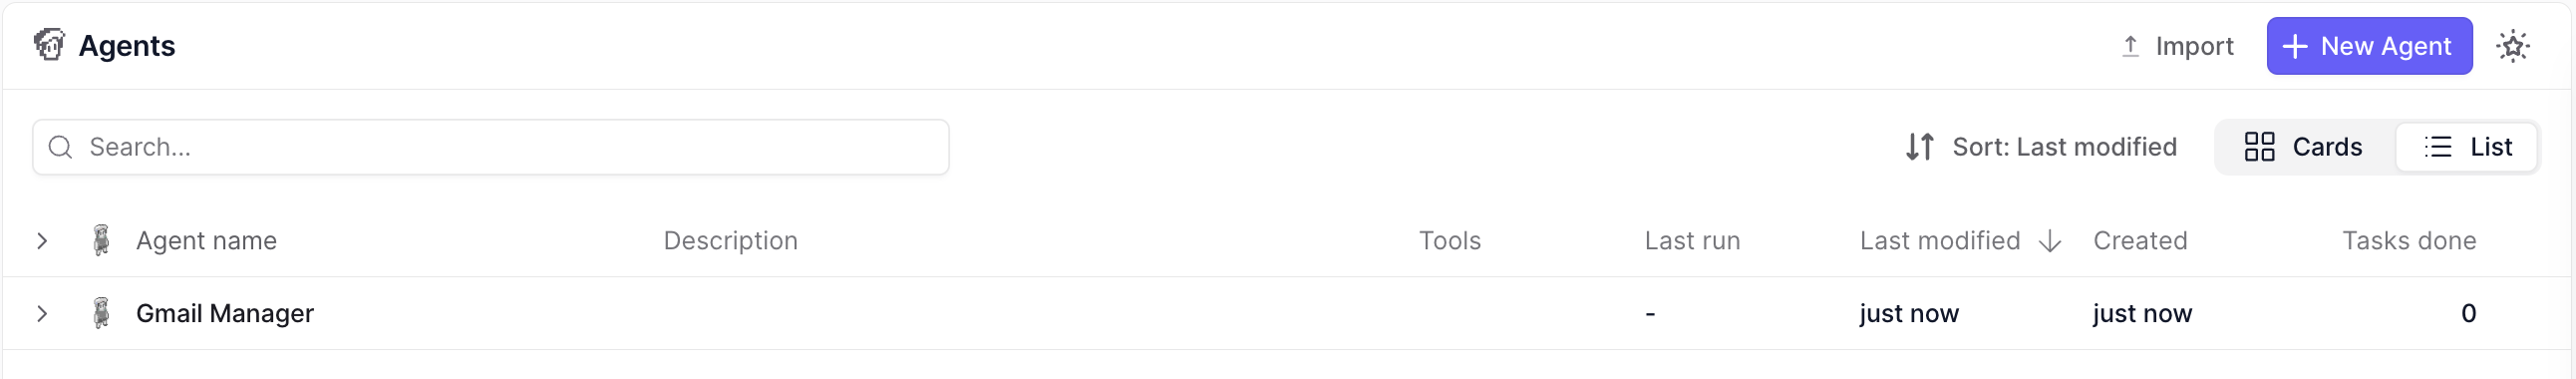 Agents
Import
New Agent
Search...
Sort: Last modified
Cards
List
Agent name Description Tools Last run Last modified Created Tasks done
Gmail Manager - just now just now 0